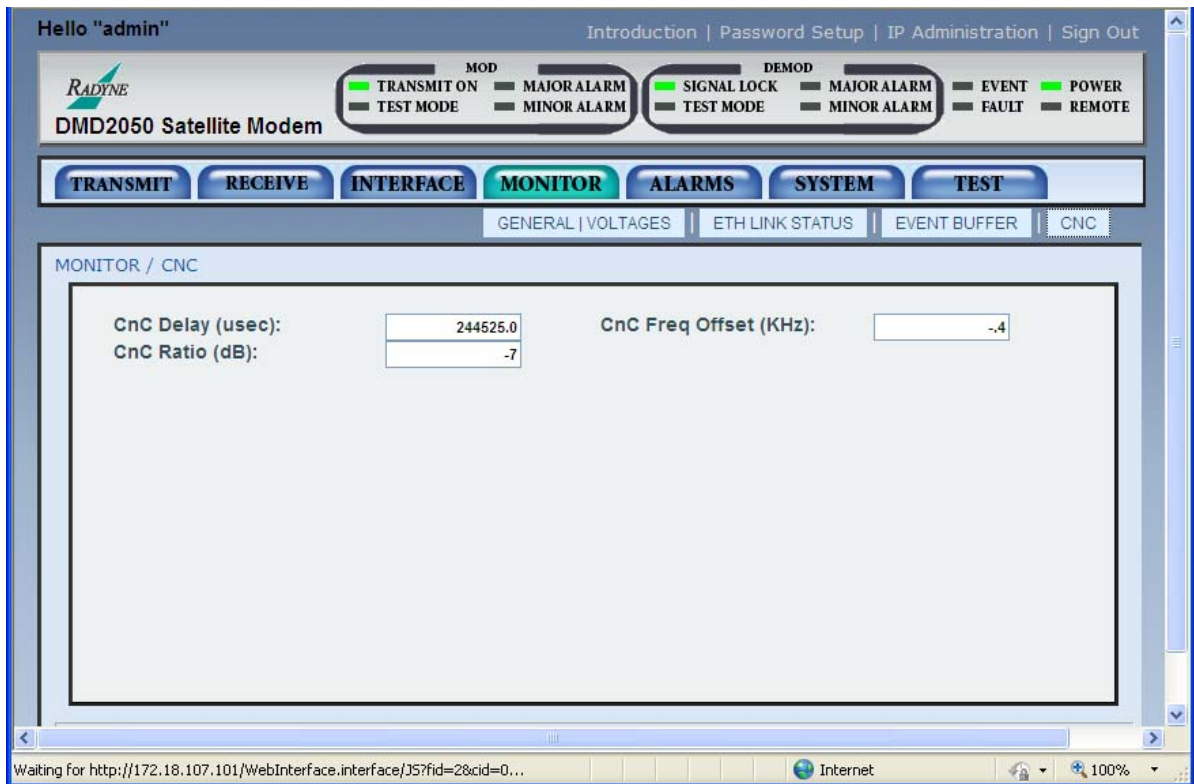 Hello "admin"
Introduction | Password Setup | IP Administration | Sign Out
RADYNE
DMD2050 Satellite Modem
MOD
TRANSMIT ON MAJOR ALARM
TEST MODE MINOR ALARM
DEMOD
SIGNAL LOCK MAJOR ALARM
TEST MODE MINOR ALARM
EVENT POWER
FAULT REMOTE
TRANSMIT RECEIVE INTERFACE MONITOR ALARMS SYSTEM TEST
GENERAL | VOLTAGES | ETH LINK STATUS | EVENT BUFFER | CNC
MONITOR / CNC
CnC Delay (usec): 244525.0 CnC Freq Offset (KHz): -.4
CnC Ratio (dB): -7
Waiting for http://172.18.107.101/WebInterface.interface/JS?fid=2&cid=0... Internet 100%